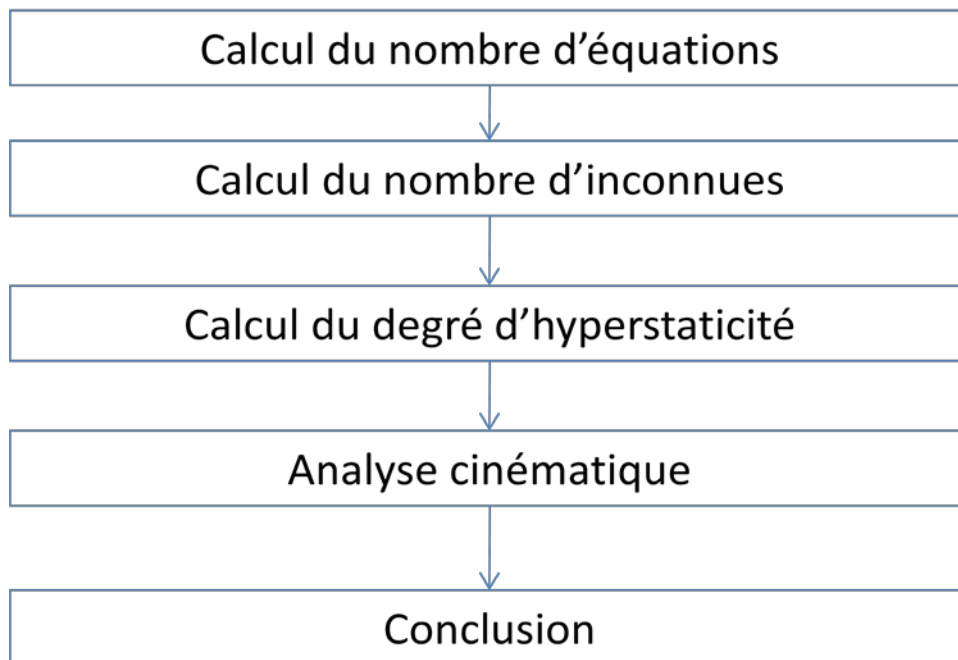 Calcul du nombre d’équations
Calcul du nombre d’inconnues
Calcul du degré d’hyperstaticité
Analyse cinématique
Conclusion